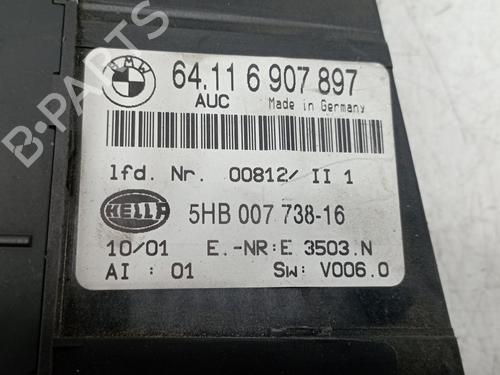 BMW
64.11 6 907 897
AUC Made in Germany
lfd. Nr. 00812/ II 1
HELLA
5HB 007 738-16
10/01 E.-NR:E 3503.N
AI : 01 SW: V006.0
B-PARTS